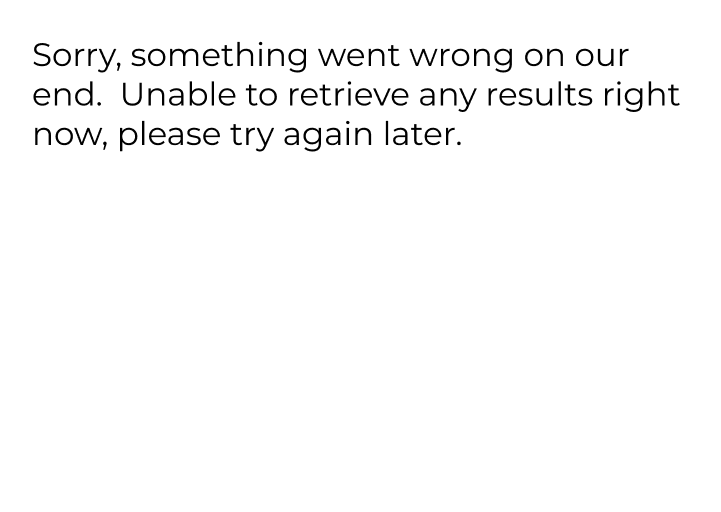 Sorry, something went wrong on our
end.  Unable to retrieve any results right
now, please try again later.